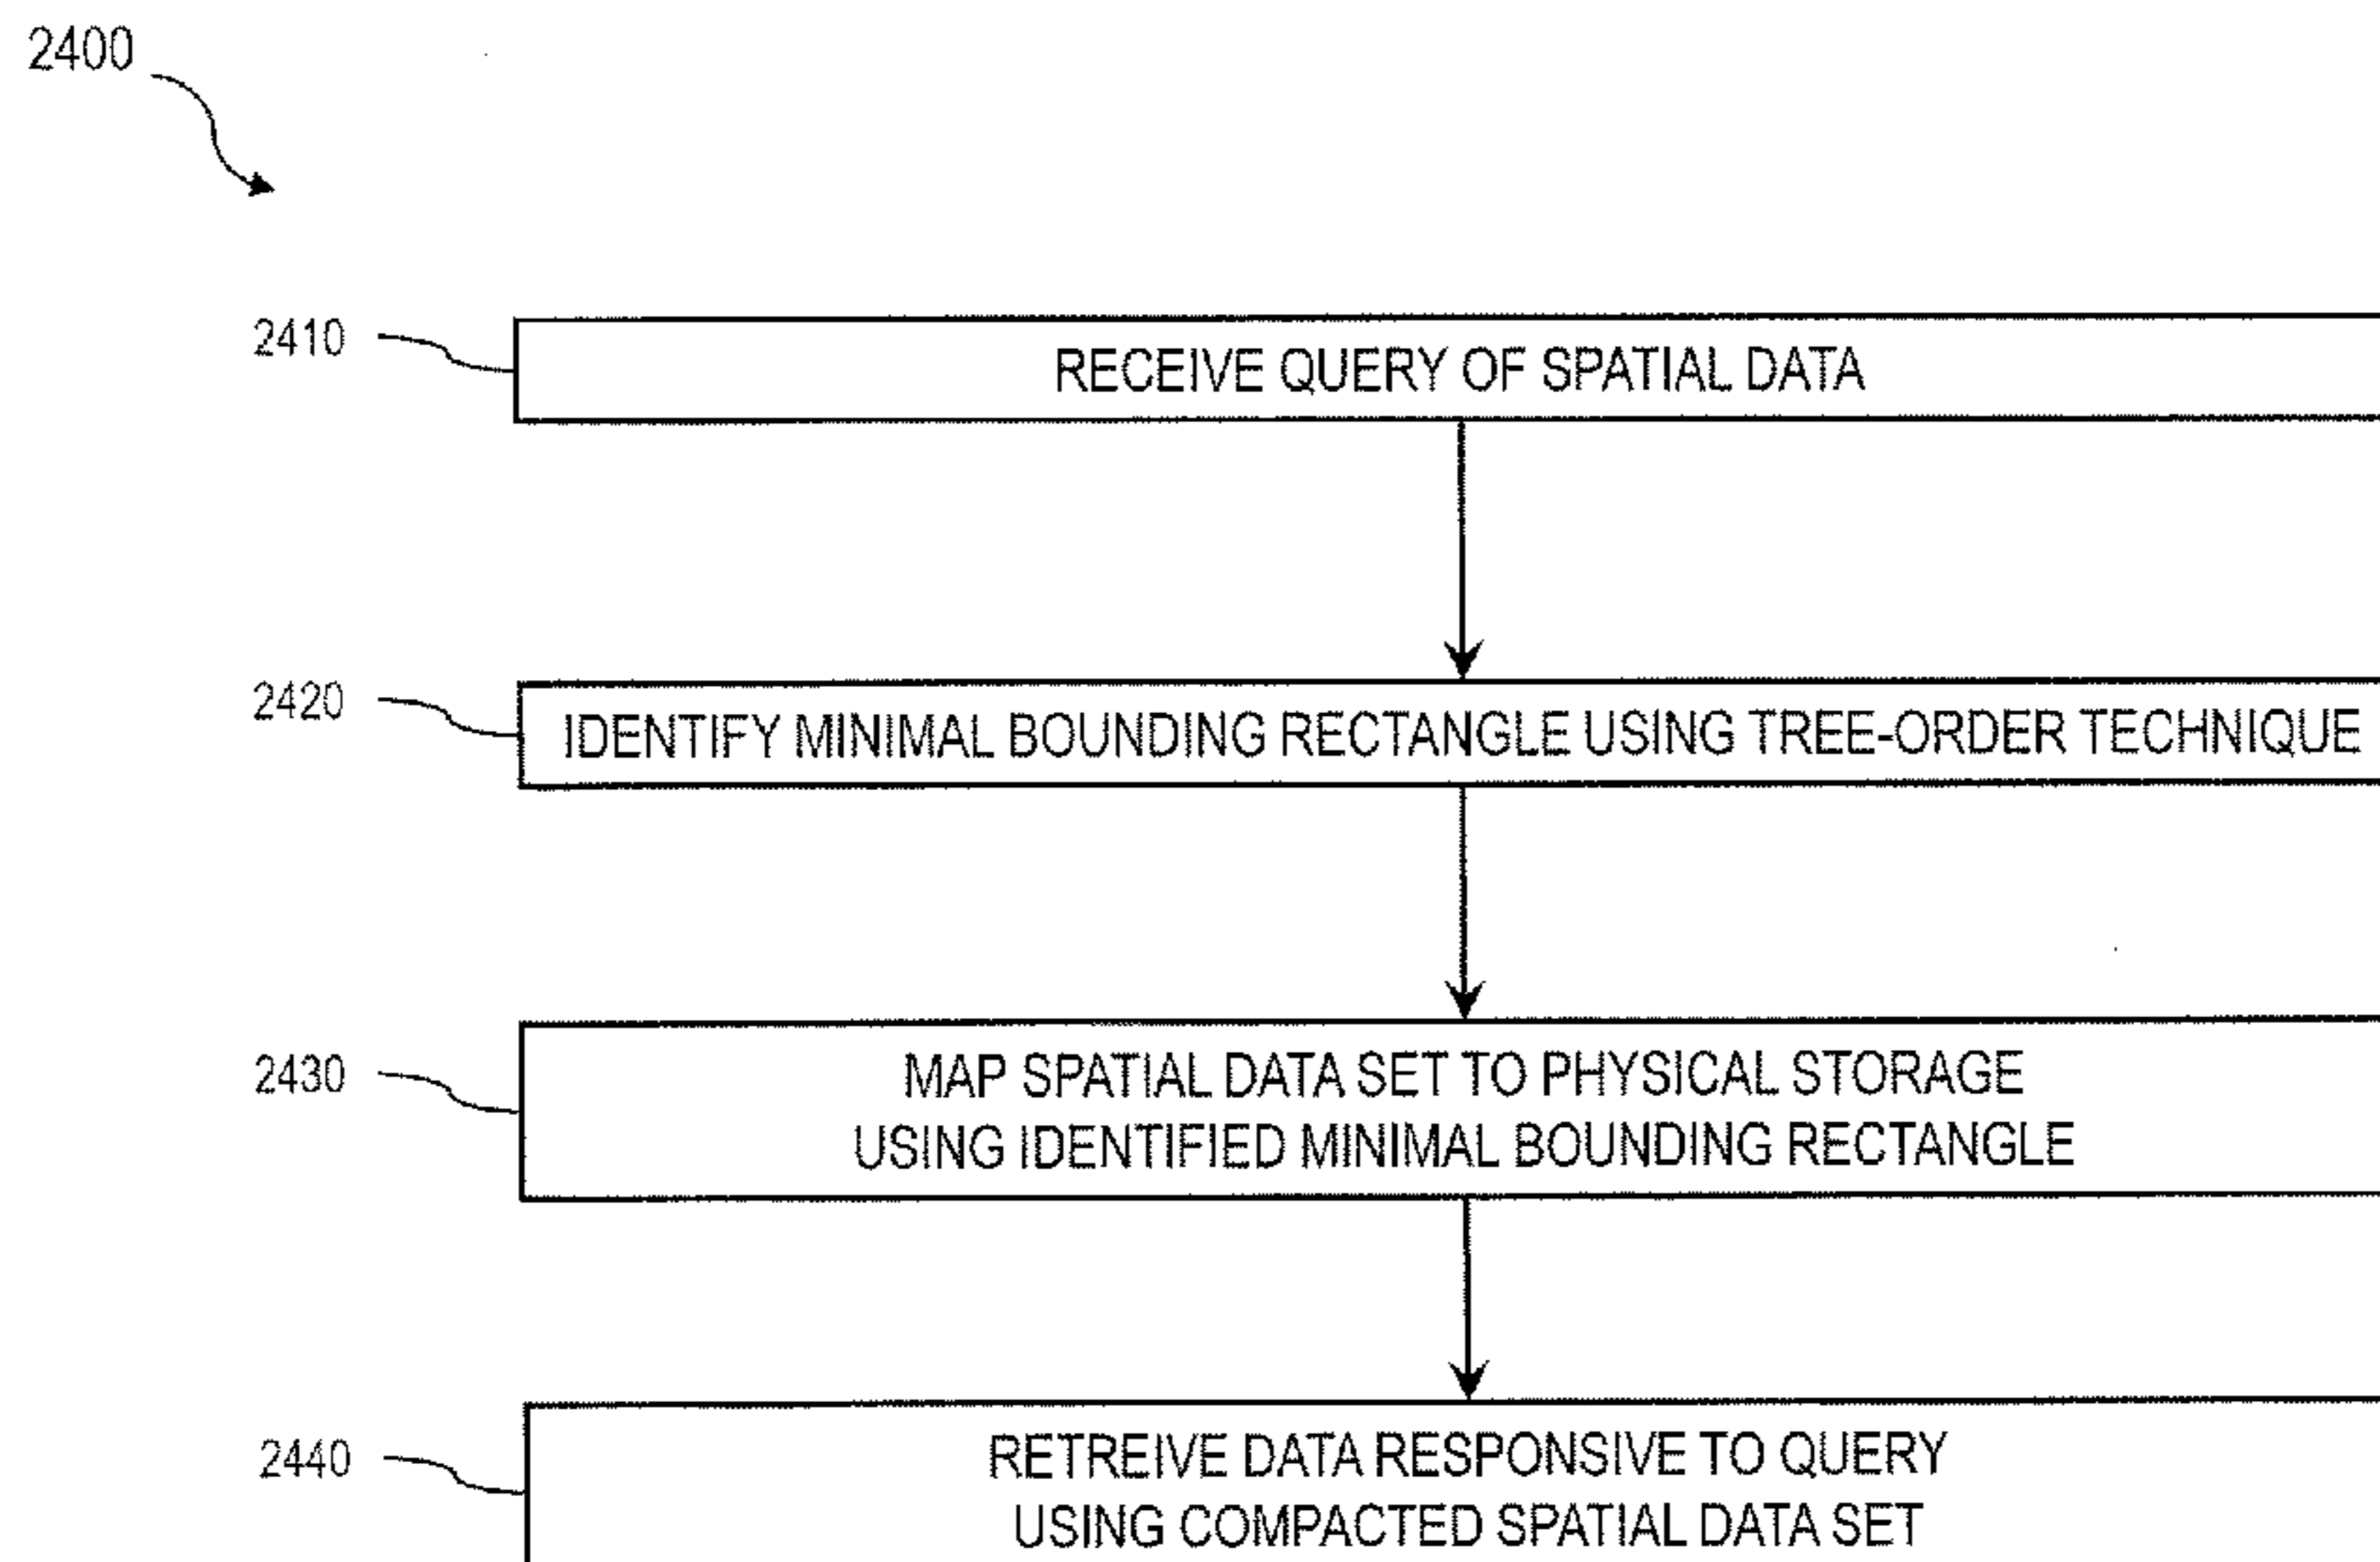 2400
2410
RECEIVE QUERY OF SPATIAL DATA
2420
IDENTIFY MINIMAL BOUNDING RECTANGLE USING TREE-ORDER TECHNIQUE
2430
MAP SPATIAL DATA SET TO PHYSICAL STORAGE
USING IDENTIFIED MINIMAL BOUNDING RECTANGLE
2440
RETREIVE DATA RESPONSIVE TO QUERY
USING COMPACTED SPATIAL DATA SET